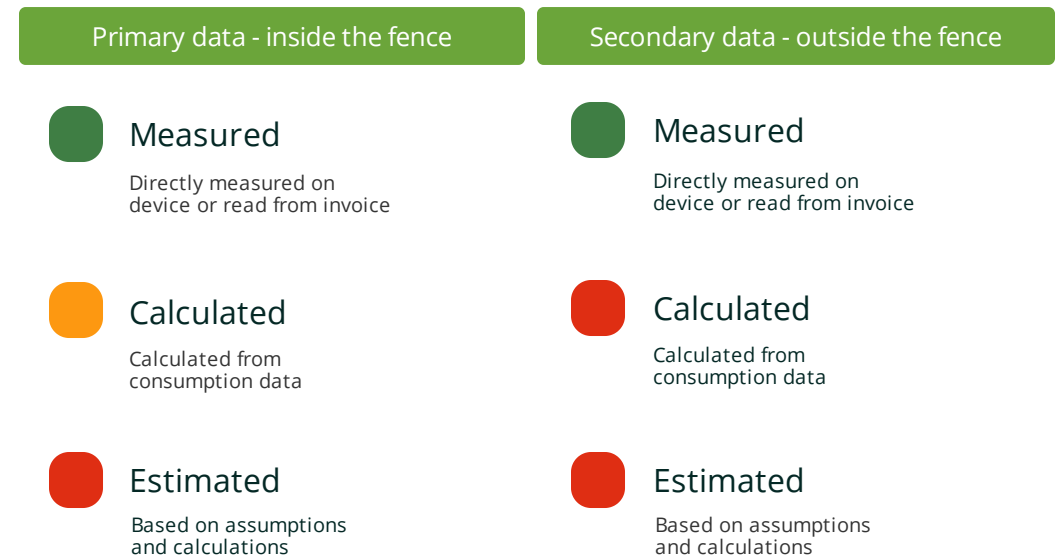 Primary data - inside the fence
Measured
Directly measured on
device or read from invoice
Calculated
Calculated from
consumption data
Estimated
Based on assumptions
and calculations
Secondary data - outside the fence
Measured
Directly measured on
device or read from invoice
Calculated
Calculated from
consumption data
Estimated
Based on assumptions
and calculations